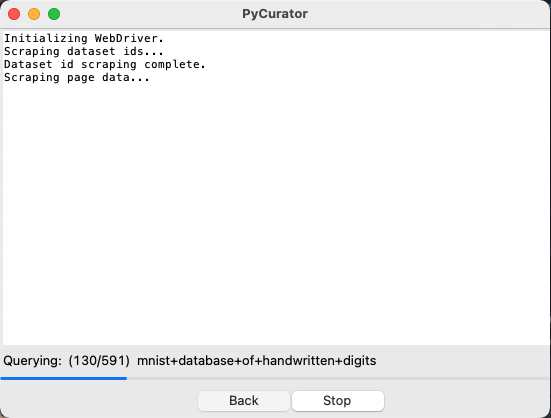 PyCurator
Initializing WebDriver.
Scraping dataset ids...
Dataset id scraping complete.
Scraping page data...
Querying: (130/591) mnist+database+of+handwritten+digits
Back Stop